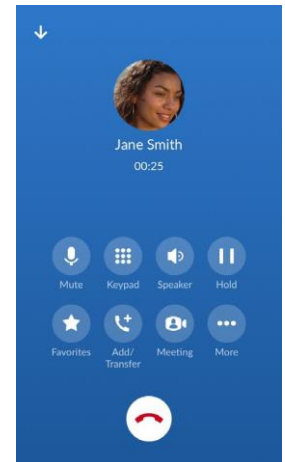 Jane Smith
00:25
Mute Keypad Speaker Hold
Favorites Add/ Meeting More
Transfer